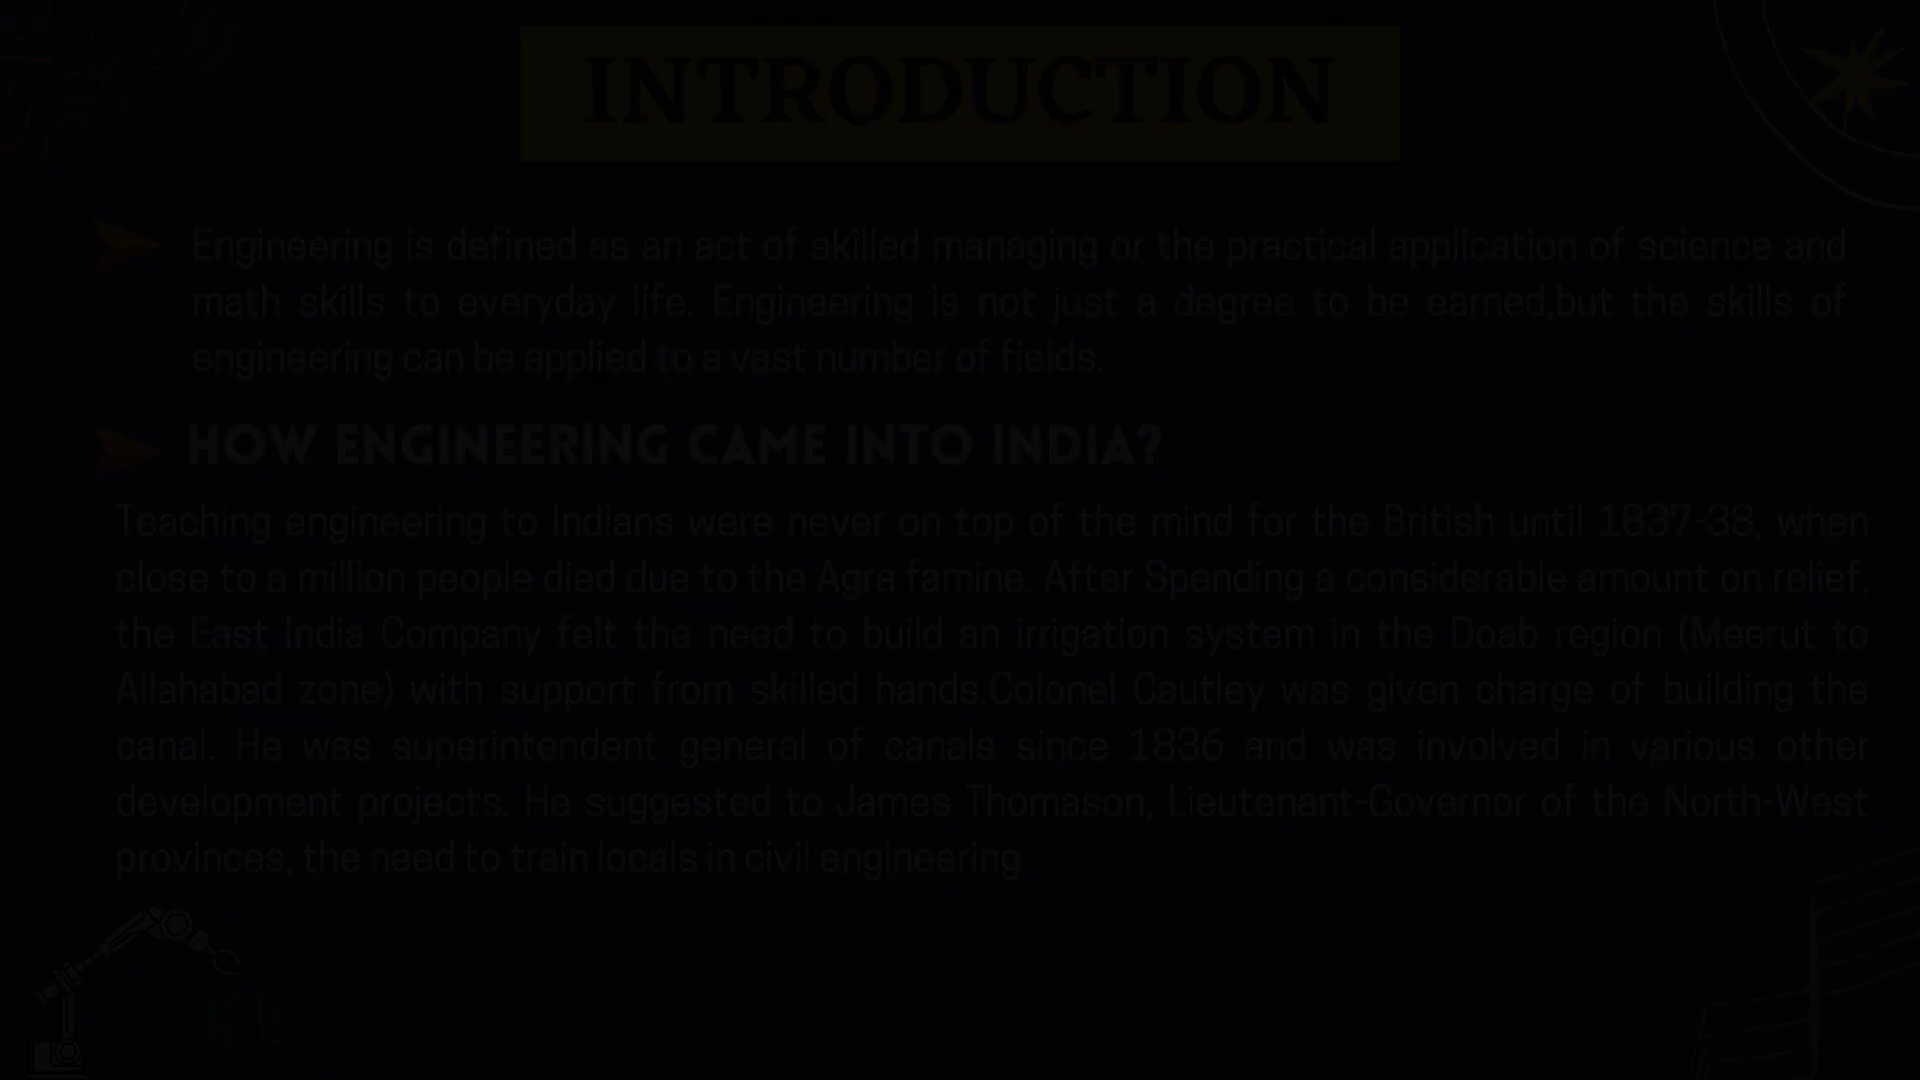 INTRODUCTION
Engineering is defined as an act of skilled managing or the practical application of science and
math skills to everyday life. Engineering is not just a degree to be earned,but the skills of
engineering can be applied to a vast number of fields.
HOW ENGINEERING CAME INTO INDIA?
Teaching engineering to Indians were never on top of the mind for the British until 1837-38, when
close to a million people died due to the Agra famine. After Spending a considerable amount on relief,
the East India Company felt the need to build an irrigation system in the Doab region (Meerut to
Allahabad zone) with support from skilled hands.Colonel Cautley was given charge of building the
canal. He was superintendent general of canals since 1836 and was involved in various other
development projects. He suggested to James Thomason, Lieutenant-Governor of the North-West
provinces, the need to train locals in civil engineering